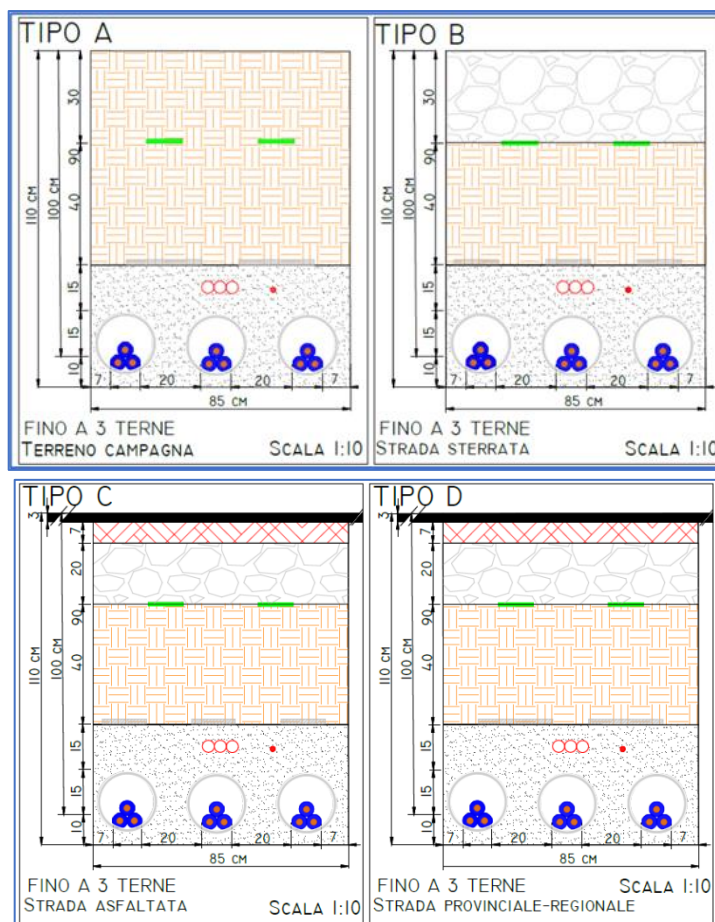 TIPO A
30
90
40
110 CM
100 CM
15
15
10
7 20 20 7
85 CM
FINO A 3 TERNE
TERRENO CAMPAGNA SCALA 1:10
TIPO B
30
90
40
110 CM
100 CM
15
15
10
7 20 20 7
85 CM
FINO A 3 TERNE
STRADA STERRATA SCALA 1:10
TIPO C
3
7
20
90
40
110 CM
100 CM
15
15
10
7 20 20 7
85 CM
FINO A 3 TERNE
STRADA ASFALTATA SCALA 1:10
TIPO D
3
7
20
90
40
110 CM
100 CM
15
15
10
7 20 20 7
85 CM
FINO A 3 TERNE SCALA 1:10
STRADA PROVINCIALE-REGIONALE